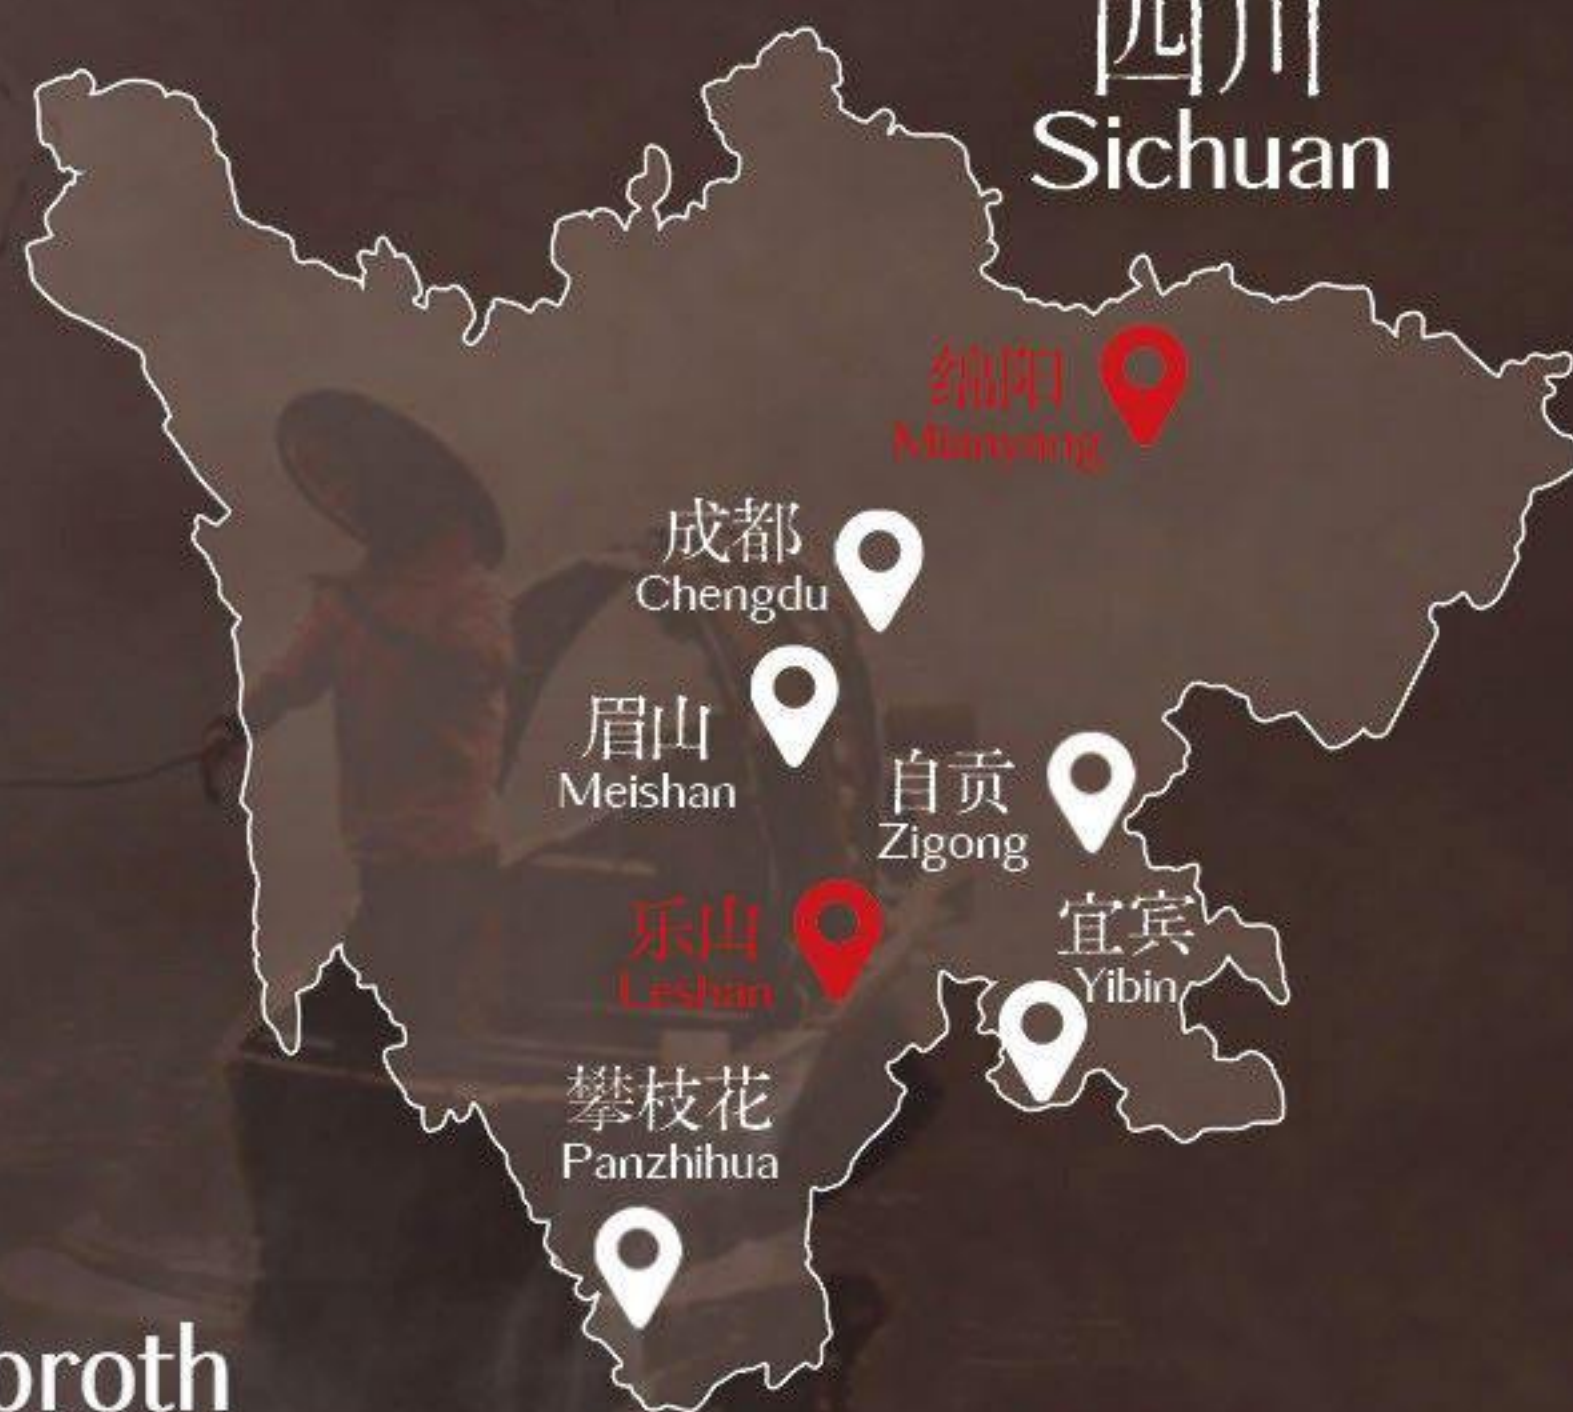 四川
Sichuan
绵阳
Mianyang
成都
Chengdu
眉山
Meishan
自贡
Zigong
乐山
Leshan
宜宾
Yibin
攀枝花
Panzhihua
broth